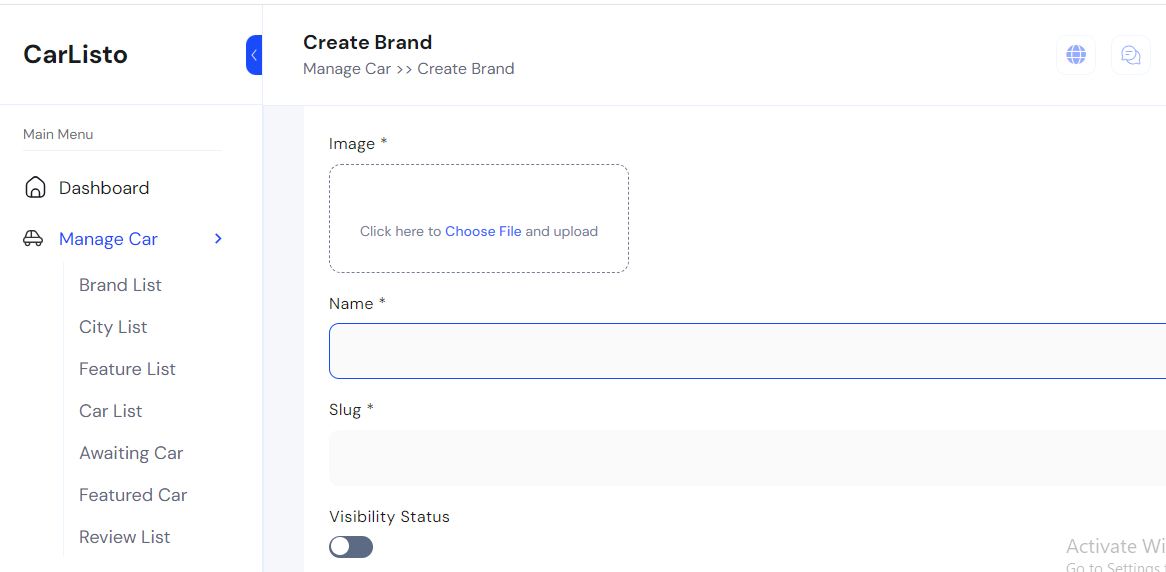 CarListo
Create Brand
Manage Car >> Create Brand
Main Menu
Dashboard
Manage Car
Brand List
City List
Feature List
Car List
Awaiting Car
Featured Car
Review List
Image *
Click here to Choose File and upload
Name *
Slug *
Visibility Status
Activate Wi
Go to Settings